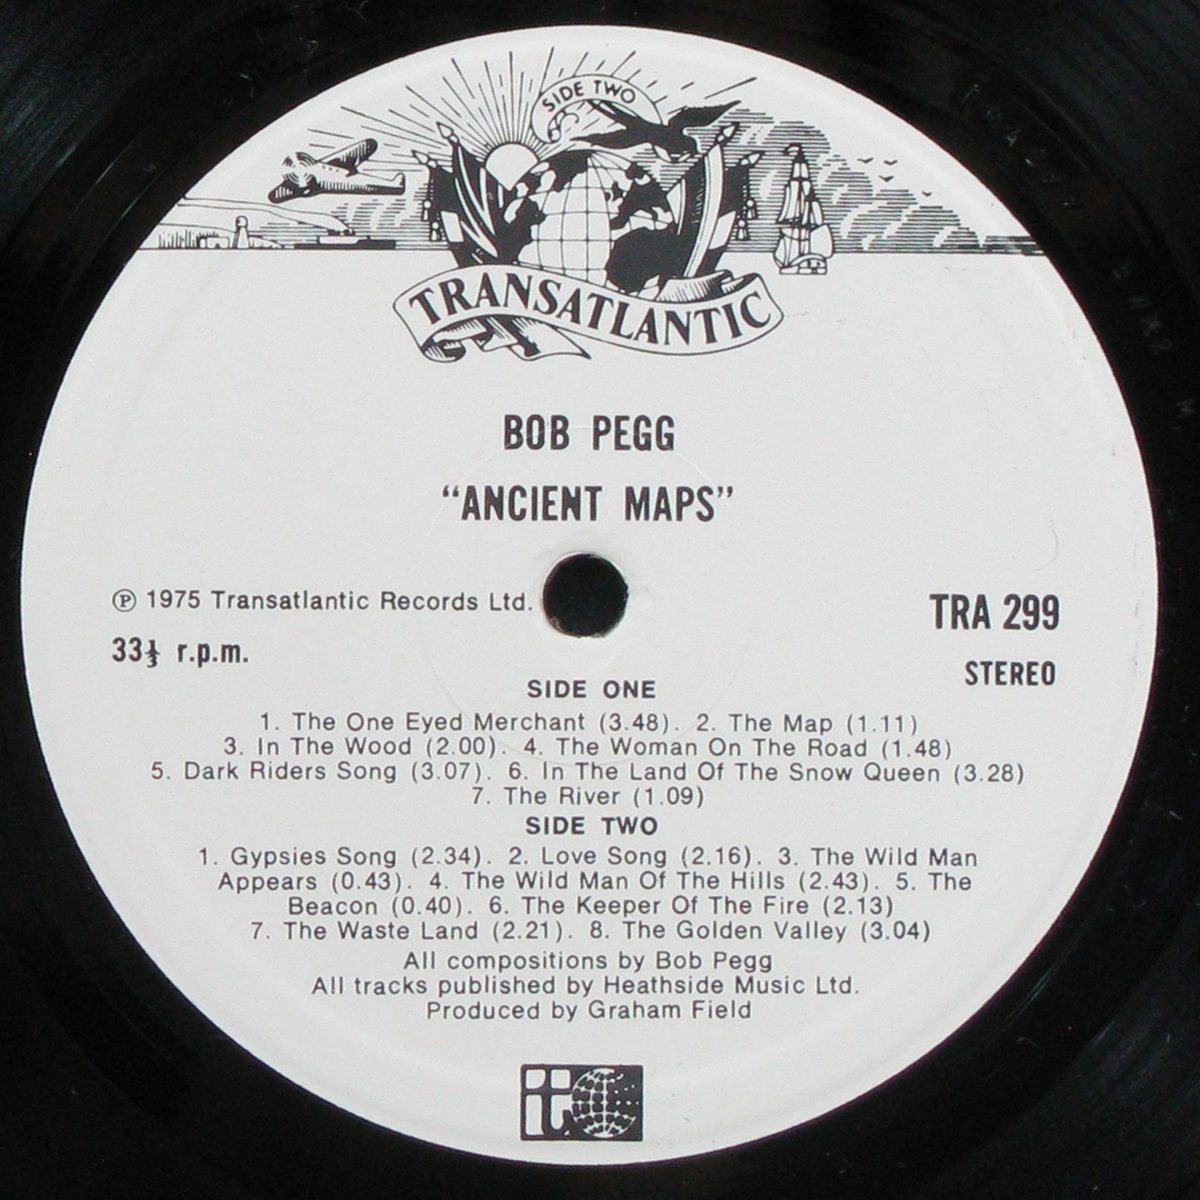 SIDE TWO
TRANSATLANTIC
BOB PEGG
"ANCIENT MAPS"
℗ 1975 Transatlantic Records Ltd.
TRA 299
33⅓ r.p.m.
STEREO
SIDE ONE
1. The One Eyed Merchant (3.48). 2. The Map (1.11)
3. In The Wood (2.00). 4. The Woman On The Road (1.48)
5. Dark Riders Song (3.07). 6. In The Land Of The Snow Queen (3.28)
7. The River (1.09)
SIDE TWO
1. Gypsies Song (2.34). 2. Love Song (2.16). 3. The Wild Man
Appears (0.43). 4. The Wild Man Of The Hills (2.43). 5. The
Beacon (0.40). 6. The Keeper Of The Fire (2.13)
7. The Waste Land (2.21). 8. The Golden Valley (3.04)
All compositions by Bob Pegg
All tracks published by Heathside Music Ltd.
Produced by Graham Field